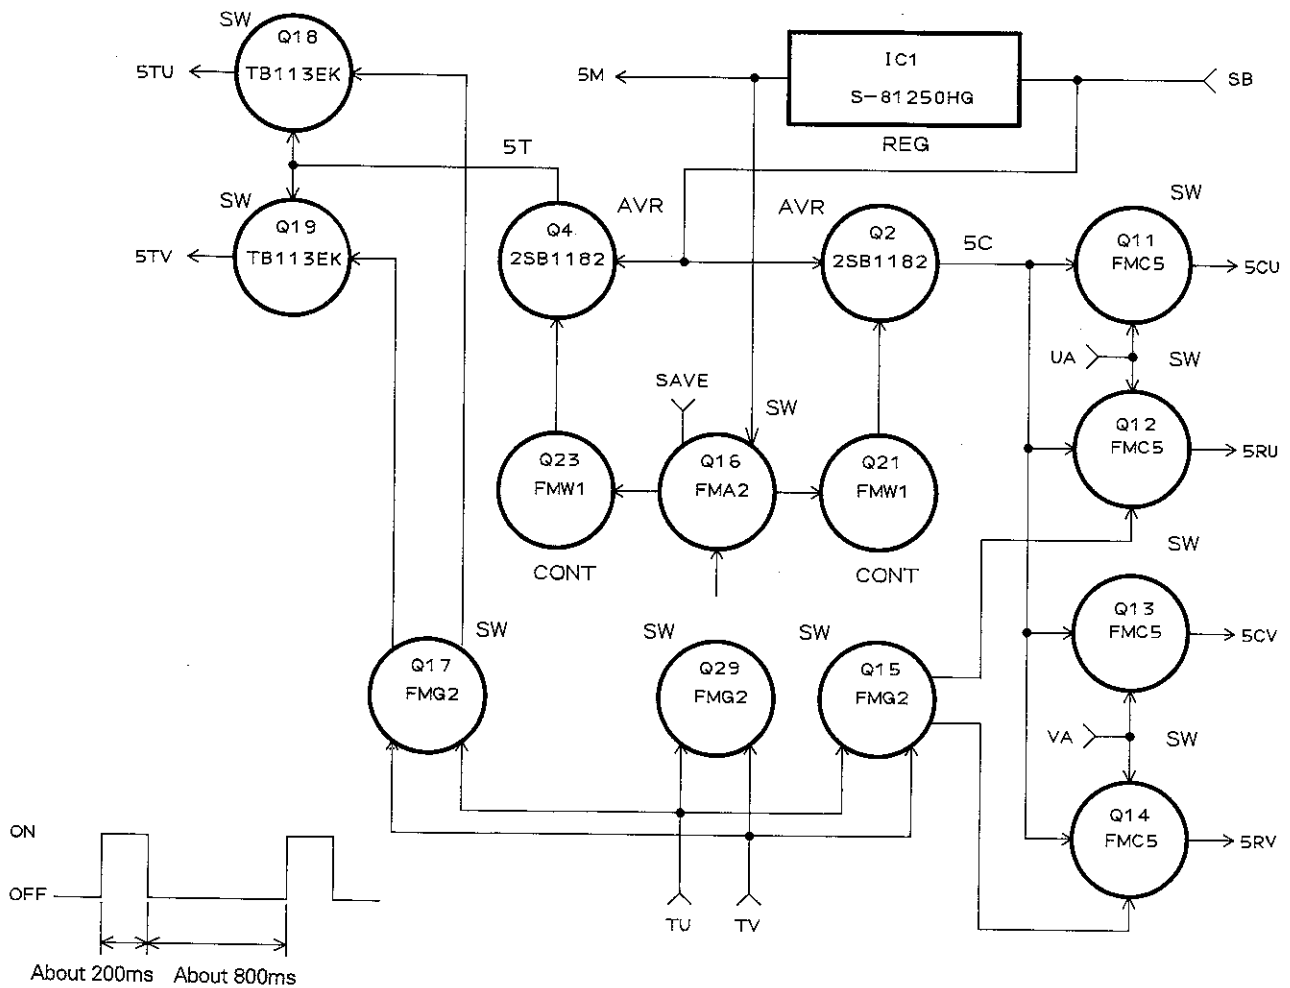 SW
Q18
TB113EK
5TU
5M
IC1
S-81250HG
REG
SB
5T
SW
Q19
TB113EK
5TV
AVR
Q4
2SB1182
AVR
Q2
2SB1182
5C
SW
Q11
FMC5
5CU
UA
SW
SAVE
SW
Q12
FMC5
5RU
Q23
FMW1
Q16
FMA2
Q21
FMW1
CONT
CONT
SW
Q13
FMC5
5CV
SW
Q17
FMG2
SW
Q29
FMG2
SW
Q15
FMG2
VA
SW
Q14
FMC5
5RV
ON
OFF
TU
TV
About 200ms
About 800ms